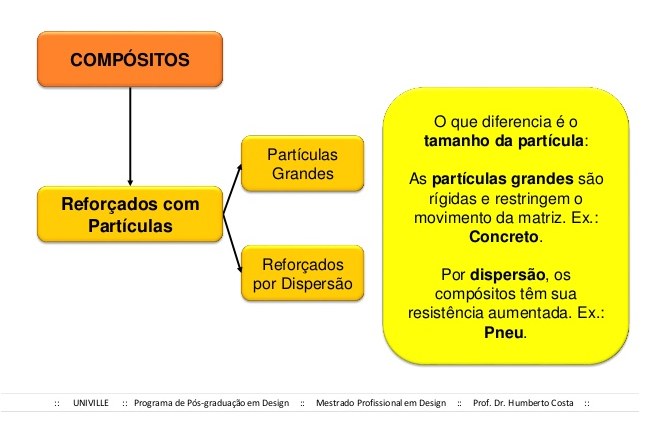 COMPÓSITOS
Reforçados com
Partículas
Partículas
Grandes
Reforçados
por Dispersão
O que diferencia é o
tamanho da partícula:
As partículas grandes são
rígidas e restringem o
movimento da matriz. Ex.:
Concreto.
Por dispersão, os
compósitos têm sua
resistência aumentada. Ex.:
Pneu.
:: UNIVILLE :: Programa de Pós-graduação em Design :: Mestrado Profissional em Design :: Prof. Dr. Humberto Costa ::